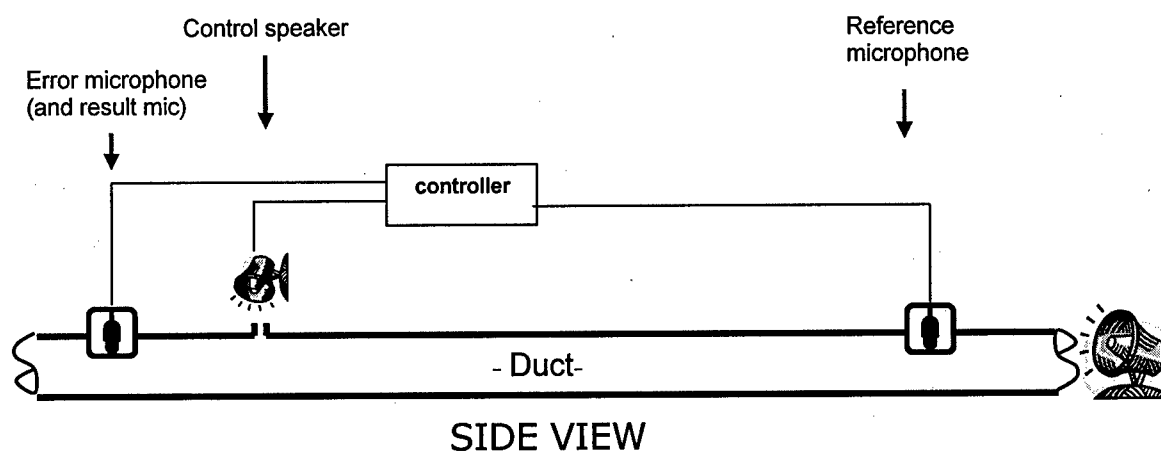 Control speaker
Reference
microphone
Error microphone
(and result mic)
controller
- Duct-
SIDE VIEW